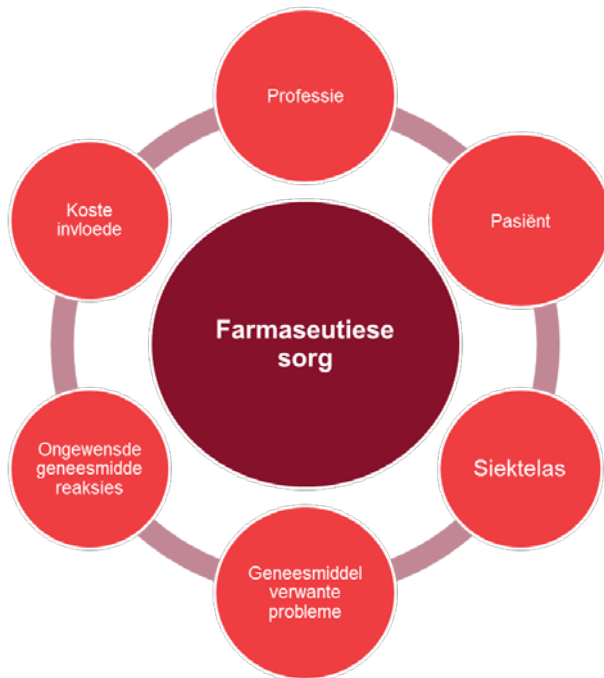 Professie
Pasiënt
Siektelas
Geneesmiddel
verwante
probleme
Ongewensde
geneesmidde
reaksies
Koste
invloede
Farmaseutiese
sorg